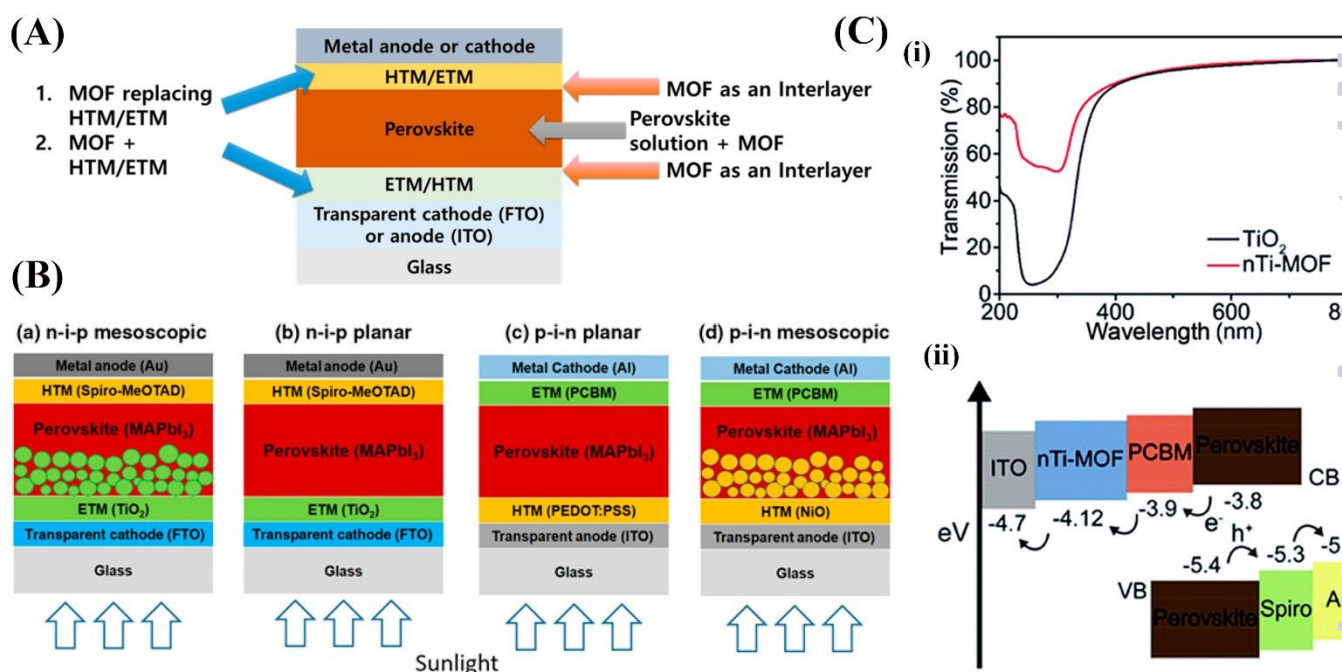 (A)
Metal anode or cathode
HTM/ETM
Perovskite
ETM/HTM
Transparent cathode (FTO)
or anode (ITO)
Glass
1. MOF replacing
HTM/ETM
2. MOF +
HTM/ETM
MOF as an Interlayer
Perovskite
solution + MOF
MOF as an Interlayer
(B)
(a) n-i-p mesoscopic
Metal anode (Au)
HTM (Spiro-MeOTAD)
Perovskite (MAPbI3)
ETM (TiO2)
Transparent cathode (FTO)
Glass
(b) n-i-p planar
Metal anode (Au)
HTM (Spiro-MeOTAD)
Perovskite (MAPbI3)
ETM (TiO2)
Transparent cathode (FTO)
Glass
(c) p-i-n planar
Metal Cathode (Al)
ETM (PCBM)
Perovskite (MAPbI3)
HTM (PEDOT:PSS)
Transparent anode (ITO)
Glass
(d) p-i-n mesoscopic
Metal Cathode (Al)
ETM (PCBM)
Perovskite (MAPbI3)
HTM (NiO)
Transparent anode (ITO)
Glass
Sunlight
(C)
(i)
Transmission (%)
100
80
60
40
20
0
TiO2
nTi-MOF
200 400 600
Wavelength (nm)
(ii)
eV
ITO nTi-MOF PCBM Perovskite
CB
-4.7 -4.12 -3.9 -3.8
e- h+
-5.4 -5.3
VB
Perovskite Spiro